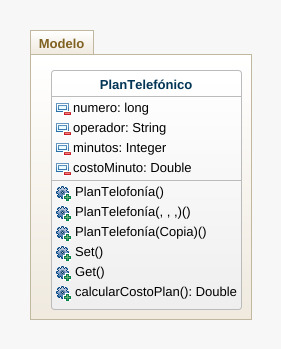 Modelo
PlanTelefónico
numero: long
operador: String
minutos: Integer
costoMinuto: Double
PlanTelofonía()
PlanTelefonía(, , ,)()
PlanTelefonía(Copia)()
Set()
Get()
calcularCostoPlan(): Double